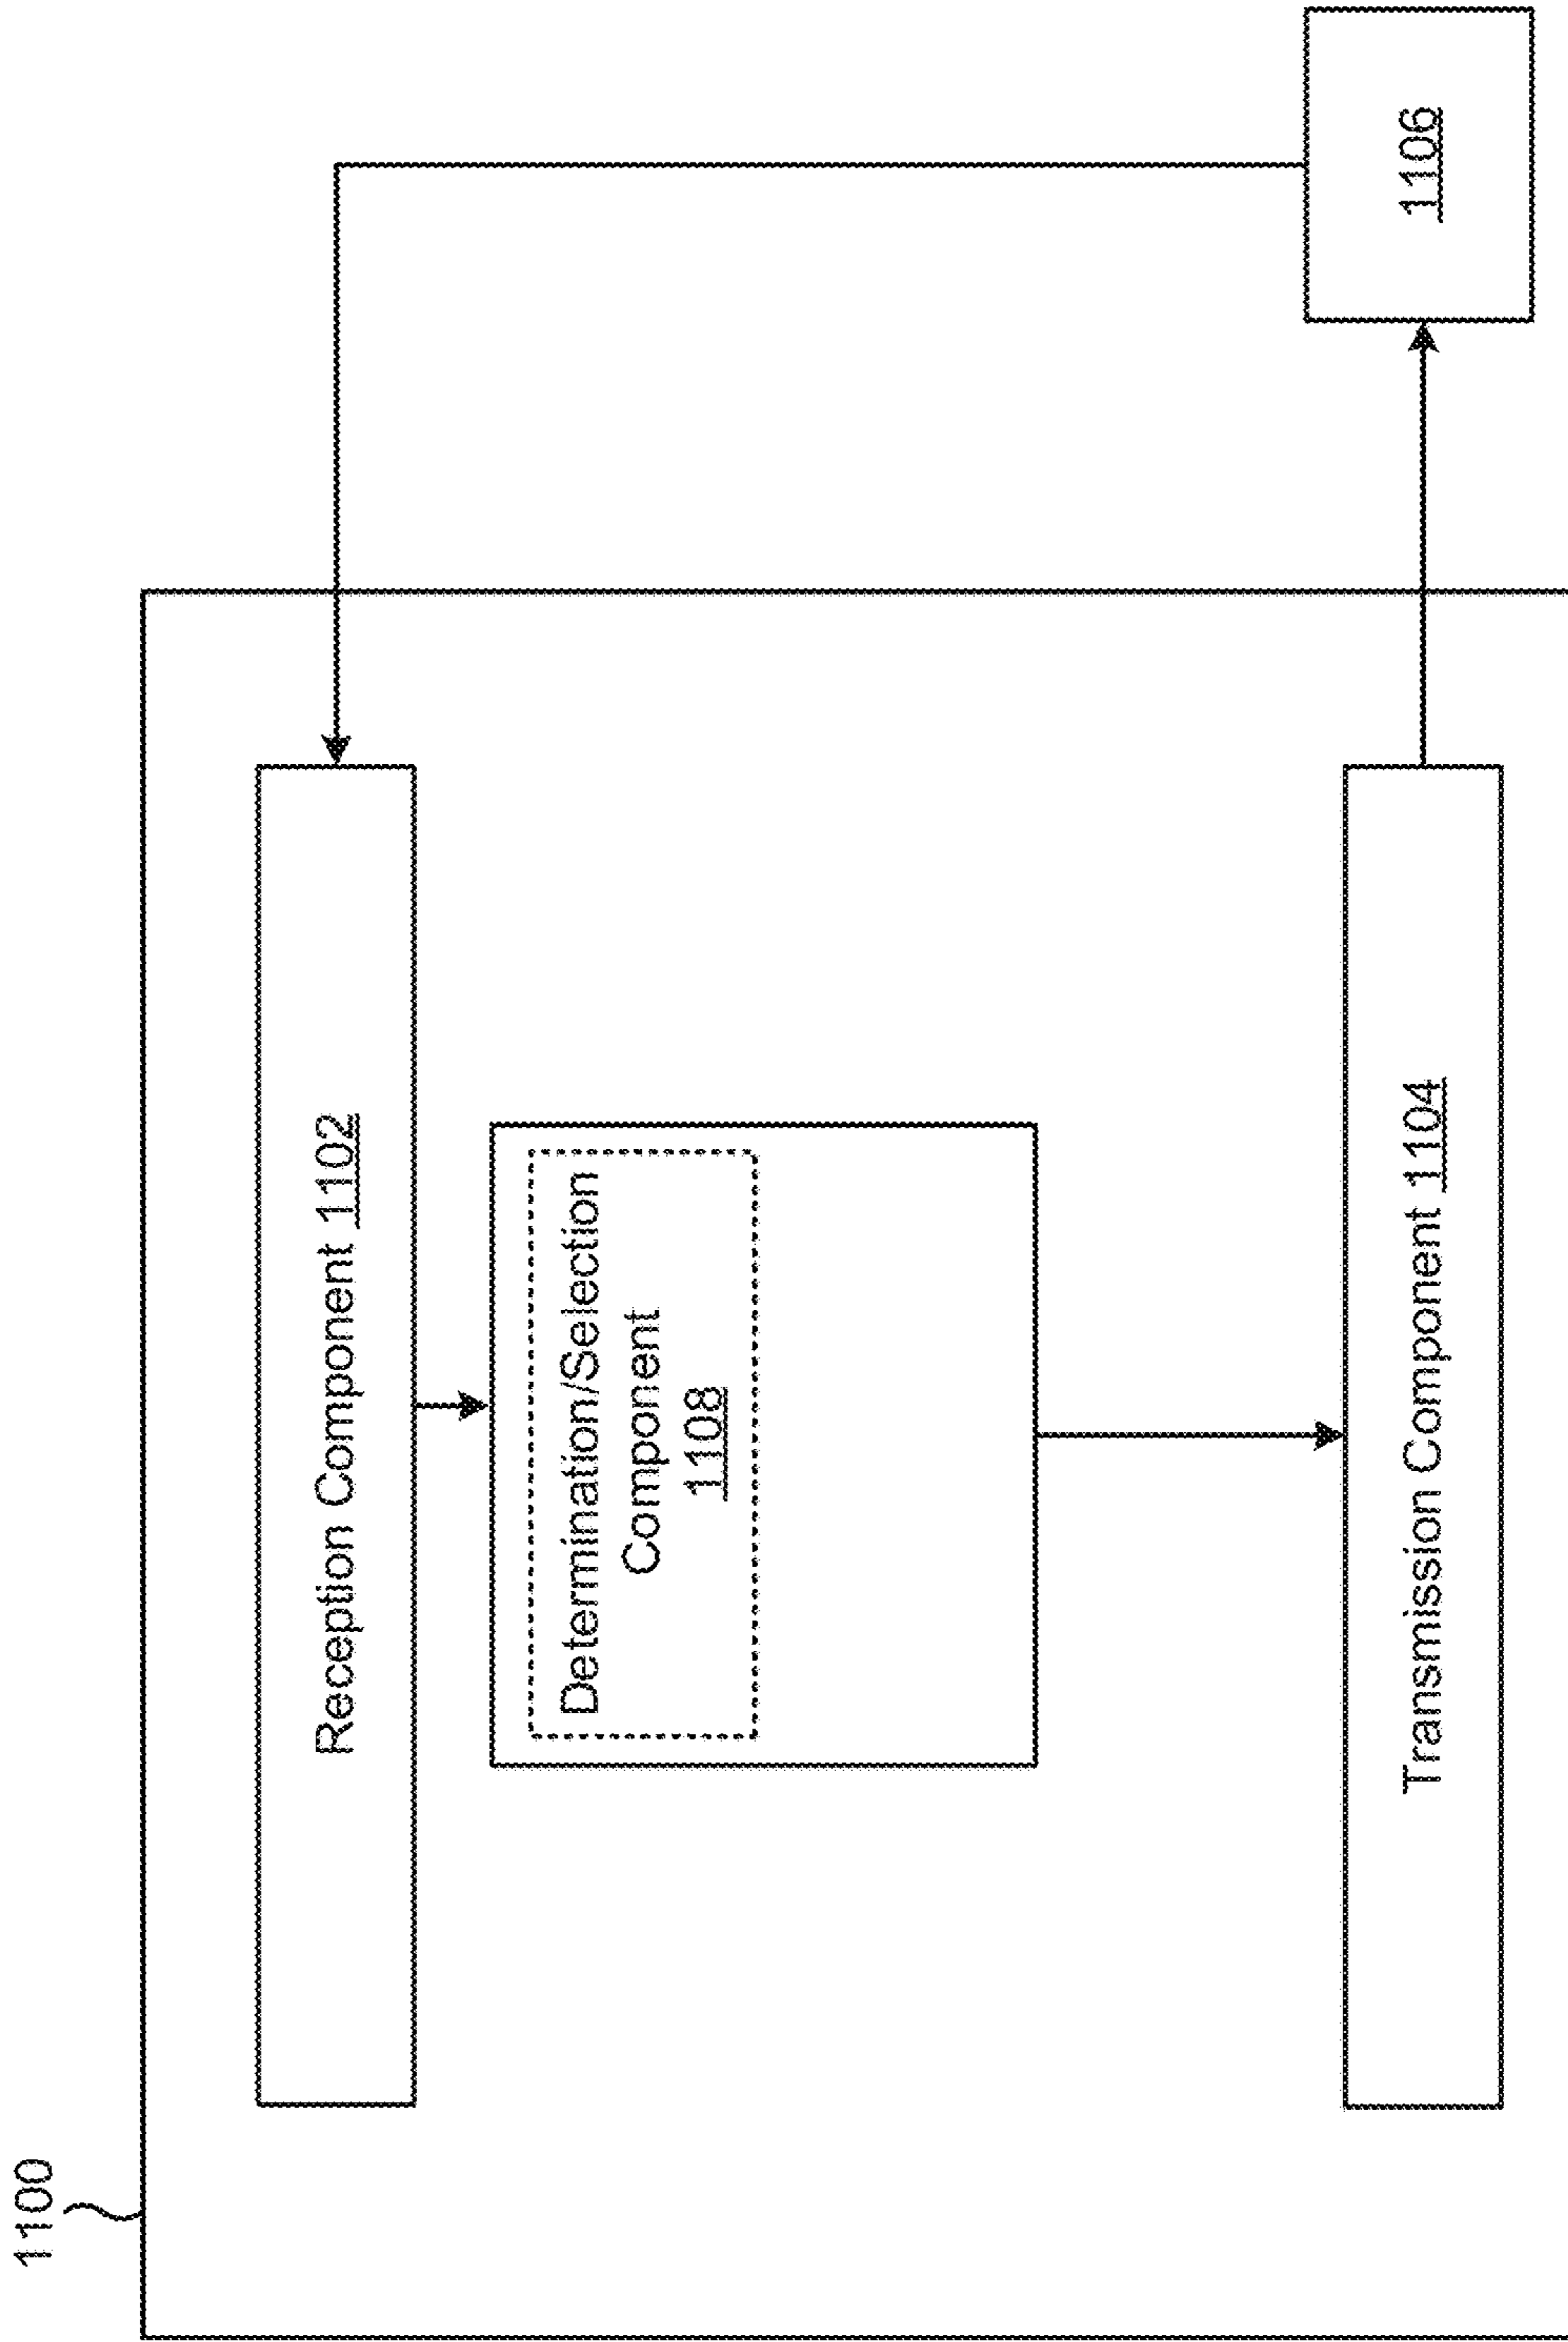 1100
Reception Component 1102
Determination/Selection
Component
1108
Transmission Component 1104
1106